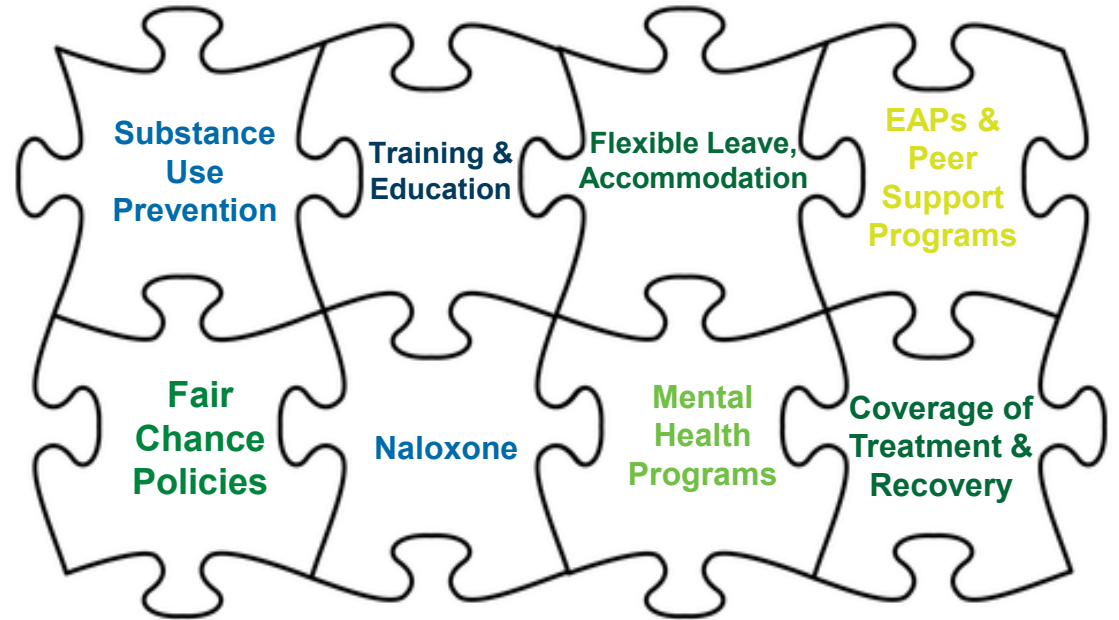 Substance
Use
Prevention
Training &
Education
Flexible Leave,
Accommodation
EAPs &
Peer
Support
Programs
Fair
Chance
Policies
Naloxone
Mental
Health
Programs
Coverage of
Treatment &
Recovery